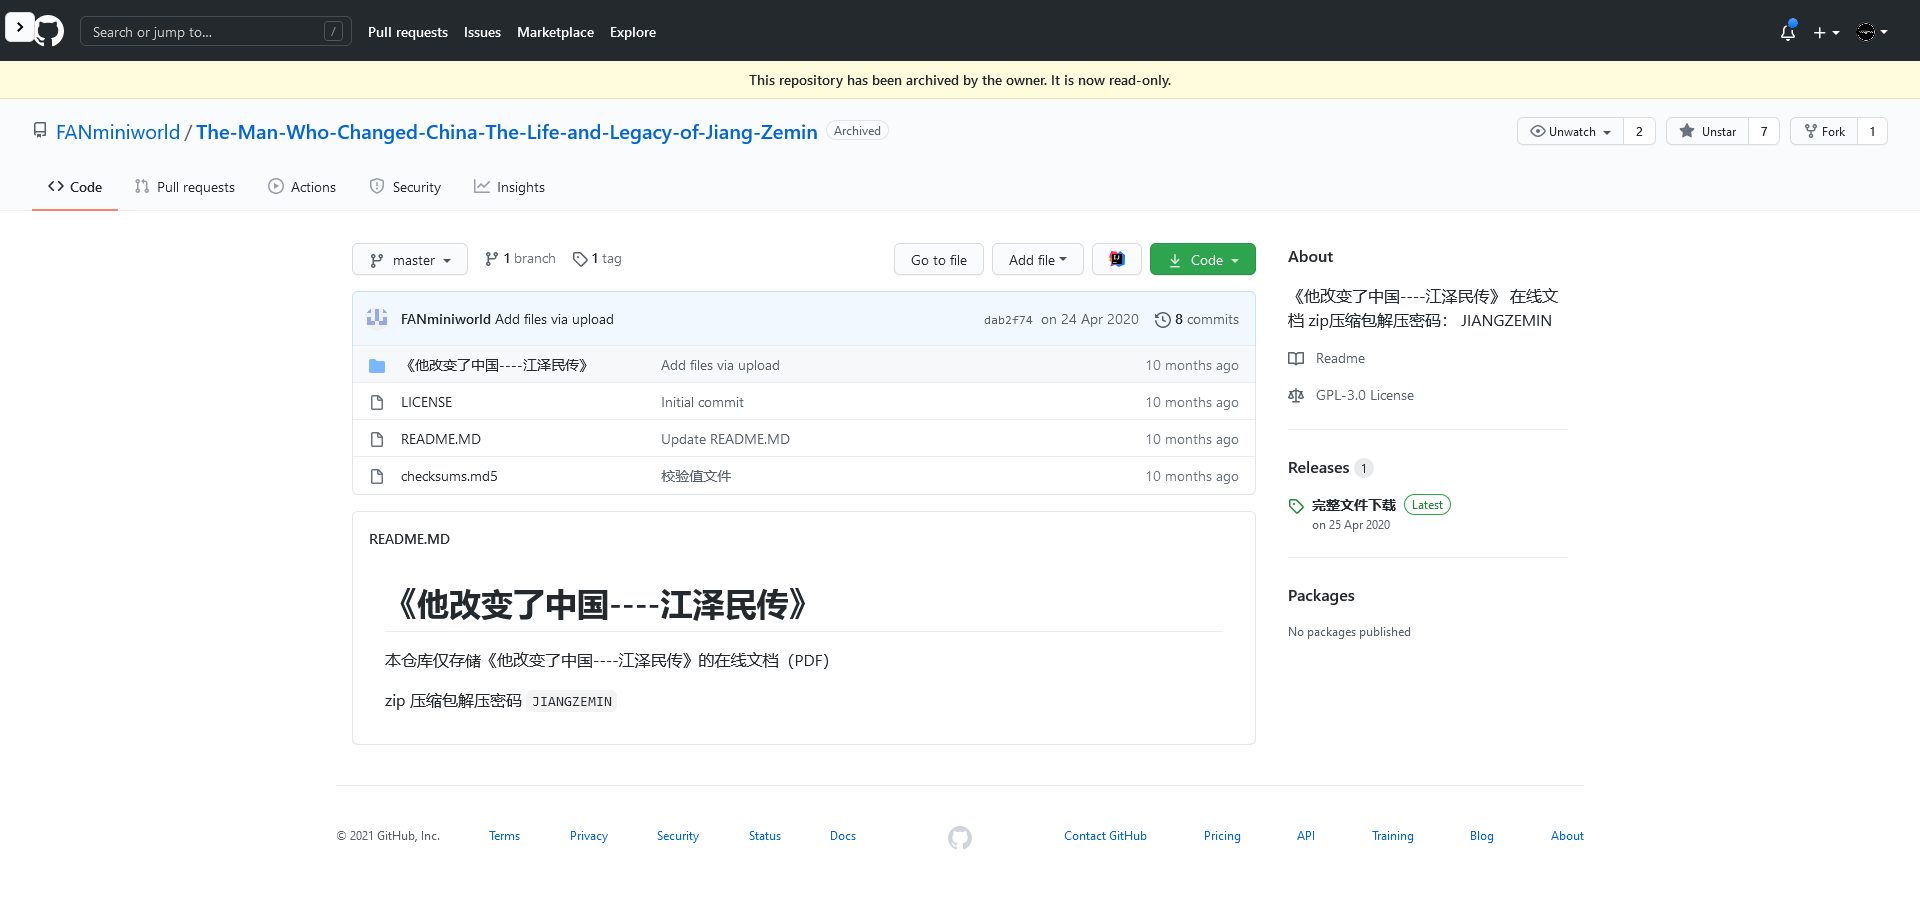 Search or jump to... /
Pull requests Issues Marketplace Explore
This repository has been archived by the owner. It is now read-only.
FANminiworld / The-Man-Who-Changed-China-The-Life-and-Legacy-of-Jiang-Zemin Archived
Unwatch 2 Unstar 7 Fork 1
Code Pull requests Actions Security Insights
master 1 branch 1 tag
Go to file Add file Code
FANminiworld Add files via upload dab2f74 on 24 Apr 2020 8 commits
《他改变了中国----江泽民传》 Add files via upload 10 months ago
LICENSE Initial commit 10 months ago
README.MD Update README.MD 10 months ago
checksums.md5 校验值文件 10 months ago
README.MD
《他改变了中国----江泽民传》
本仓库仅存储《他改变了中国----江泽民传》的在线文档（PDF）
zip 压缩包解压密码 JIANGZEMIN
About
《他改变了中国----江泽民传》 在线文
档 zip压缩包解压密码： JIANGZEMIN
Readme
GPL-3.0 License
Releases 1
完整文件下载 Latest
on 25 Apr 2020
Packages
No packages published
© 2021 GitHub, Inc. Terms Privacy Security Status Docs Contact GitHub Pricing API Training Blog About